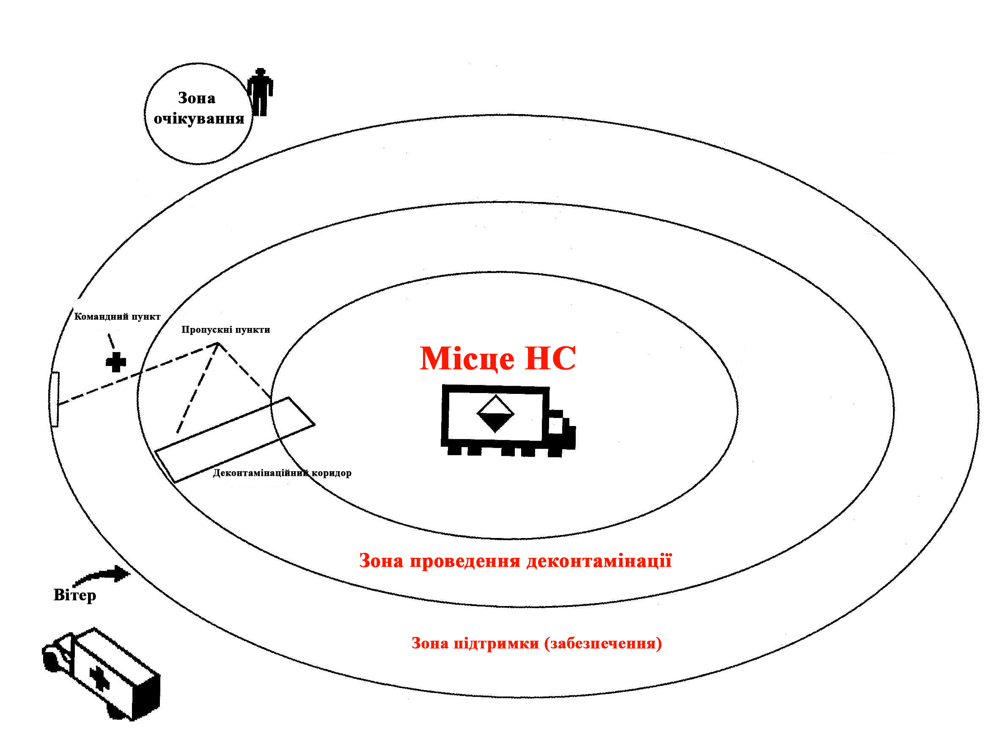 Зона
очікування
Командний пункт
Пропускні пункти
Місце НС
Деконтамінаційний коридор
Зона проведення деконтамінації
Вітер
Зона підтримки (забезпечення)